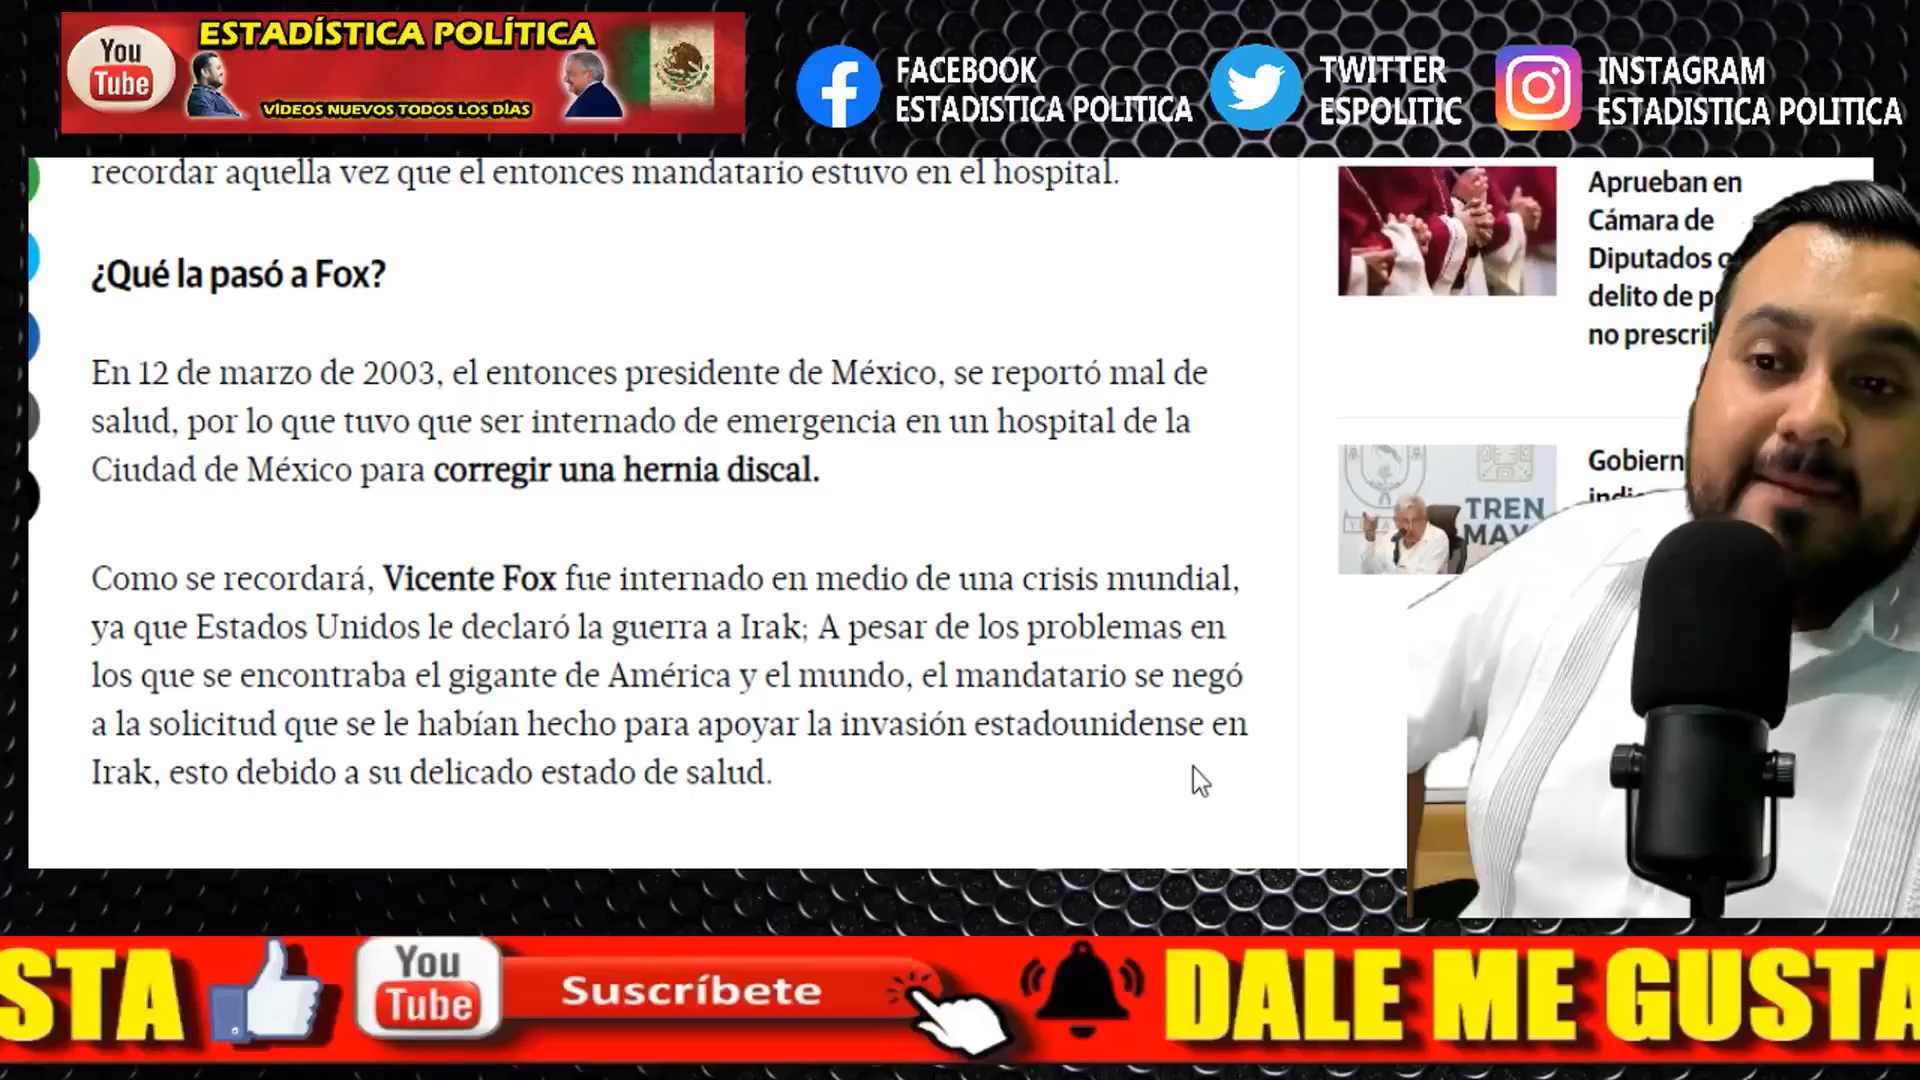 You
Tube
ESTADÍSTICA POLÍTICA
VÍDEOS NUEVOS TODOS LOS DÍAS
FACEBOOK
ESTADISTICA POLITICA
TWITTER
ESPOLITIC
INSTAGRAM
ESTADISTICA POLITICA
recordar aquella vez que el entonces mandatario estuvo en el hospital.
¿Qué la pasó a Fox?
En 12 de marzo de 2003, el entonces presidente de México, se reportó mal de
salud, por lo que tuvo que ser internado de emergencia en un hospital de la
Ciudad de México para corregir una hernia discal.
Como se recordará, Vicente Fox fue internado en medio de una crisis mundial,
ya que Estados Unidos le declaró la guerra a Irak; A pesar de los problemas en
los que se encontraba el gigante de América y el mundo, el mandatario se negó
a la solicitud que se le habían hecho para apoyar la invasión estadounidense en
Irak, esto debido a su delicado estado de salud.
Aprueban en
Cámara de
Diputados
delito de
no prescri
Gobiern
TREN
MAY
STA
You
Tube
Suscríbete
DALE ME GUSTA